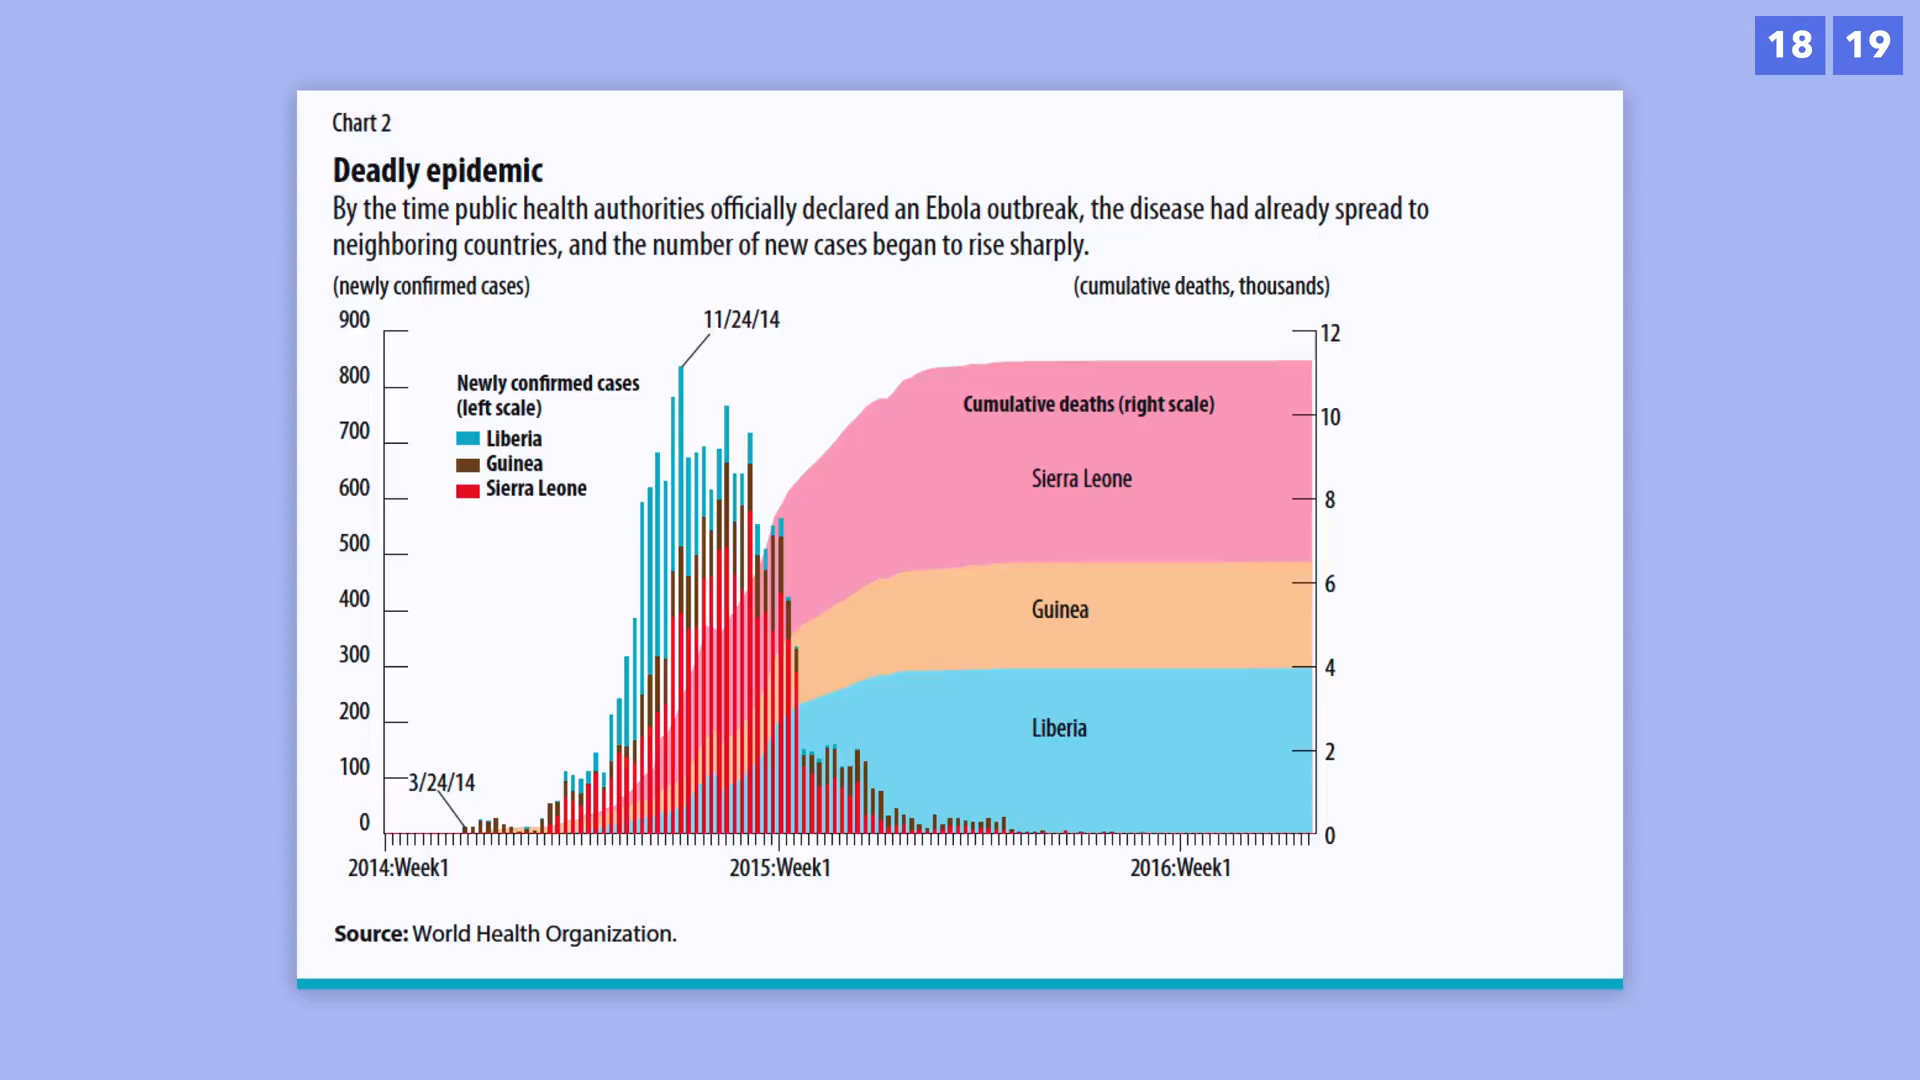 18 19
Chart 2
Deadly epidemic
By the time public health authorities officially declared an Ebola outbreak, the disease had already spread to
neighboring countries, and the number of new cases began to rise sharply.
(newly confirmed cases)
(cumulative deaths, thousands)
900
800
700
600
500
400
300
200
100
0
11/24/14
3/24/14
Newly confirmed cases
(left scale)
Liberia
Guinea
Sierra Leone
Cumulative deaths (right scale)
Sierra Leone
Guinea
Liberia
12
10
8
6
4
2
0
2014:Week1
2015:Week1
2016:Week1
Source: World Health Organization.